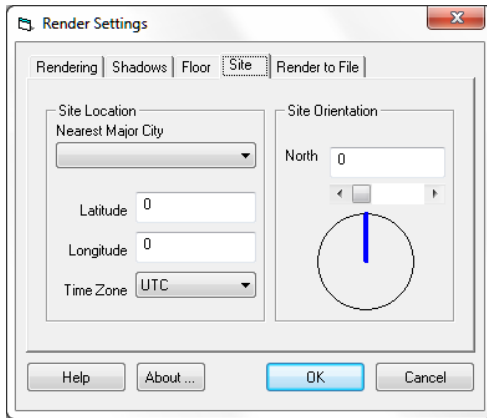 Render Settings
Rendering Shadows Floor Site Render to File
Site Location
Nearest Major City
Latitude 0
Longitude 0
Time Zone UTC
Site Orientation
North 0
Help About ... OK Cancel